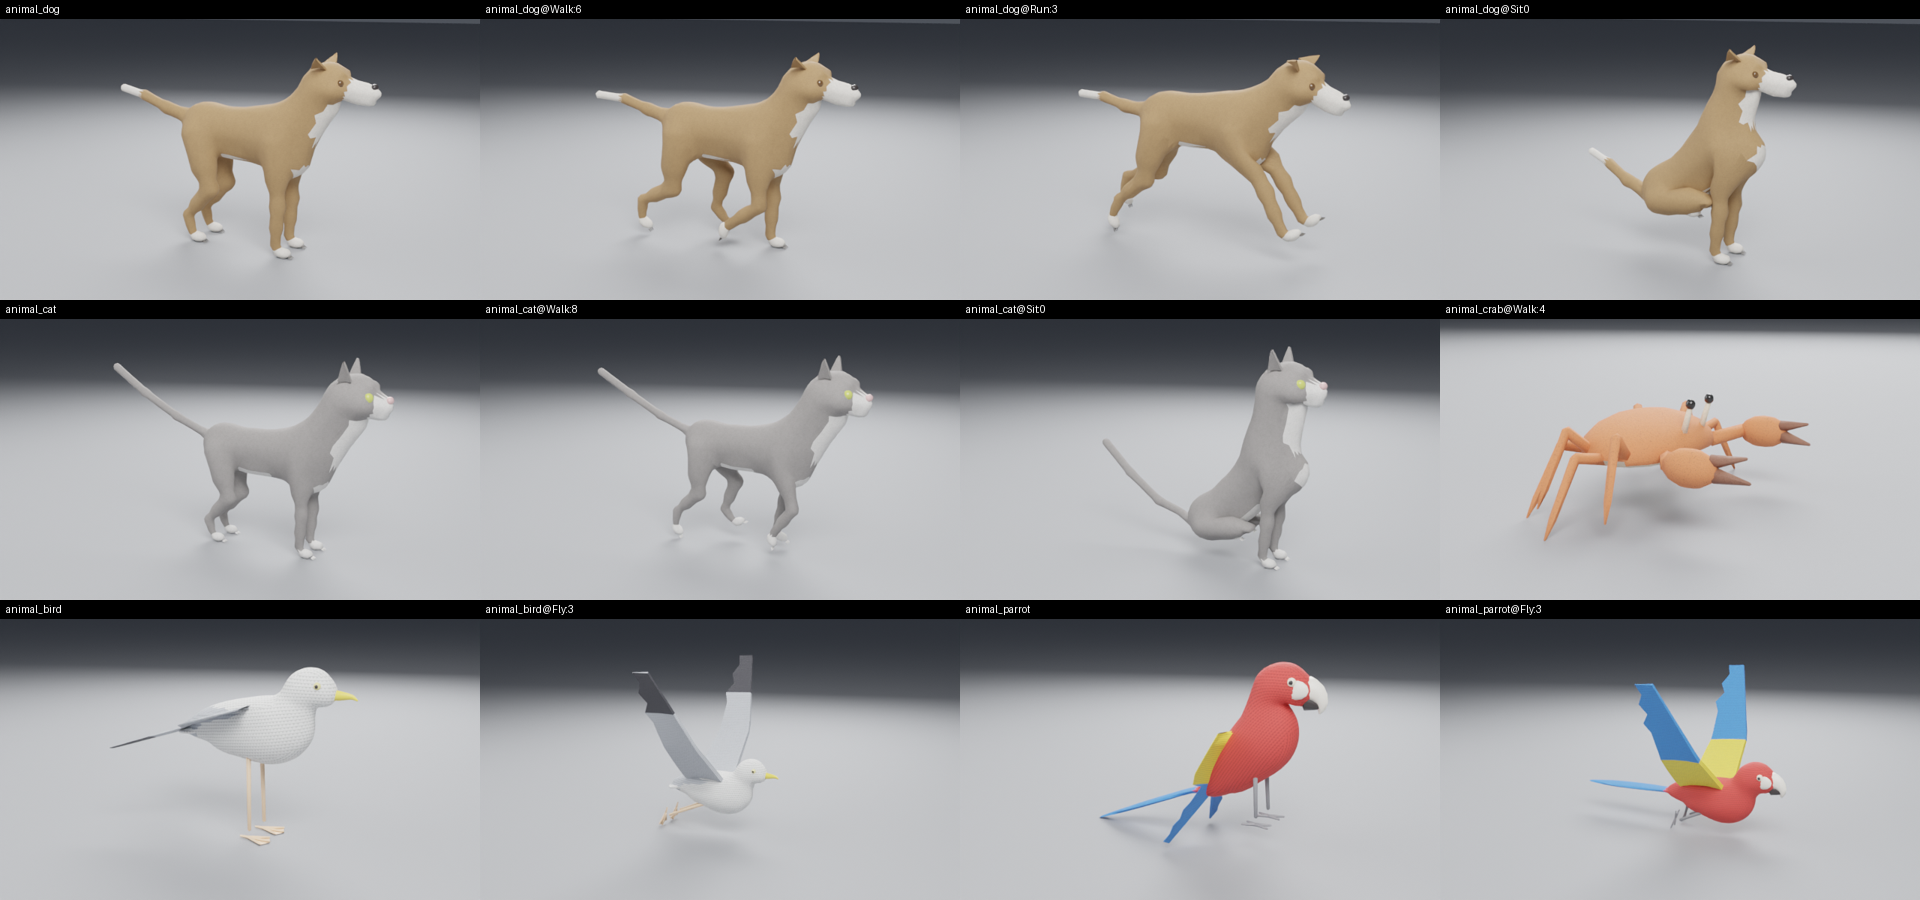 animal_dog
animal_dog@Walk:6
animal_dog@Run:3
animal_dog@Sit:0
animal_cat
animal_cat@Walk:8
animal_cat@Sit:0
animal_crab@Walk:4
animal_bird
animal_bird@Fly:3
animal_parrot
animal_parrot@Fly:3